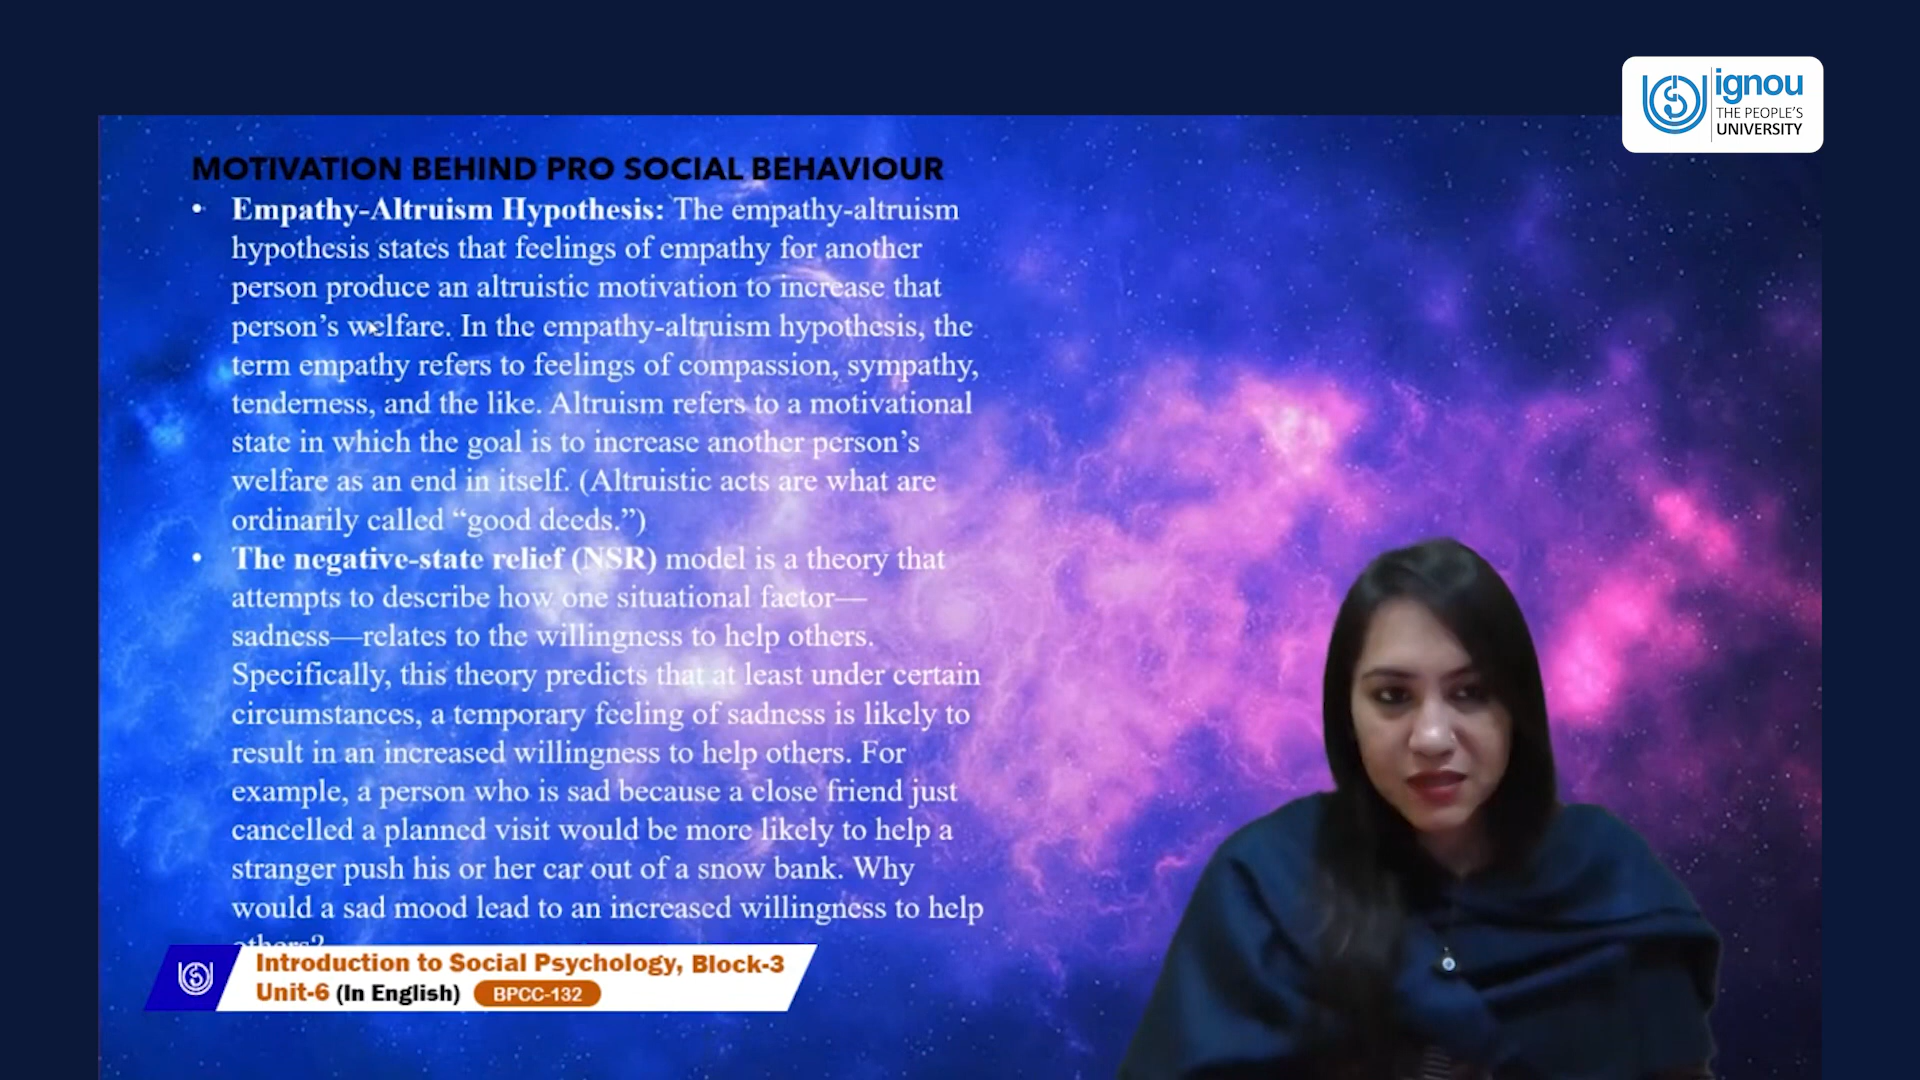 ignou
THE PEOPLE'S
UNIVERSITY
MOTIVATION BEHIND PRO SOCIAL BEHAVIOUR
• Empathy-Altruism Hypothesis: The empathy-altruism
hypothesis states that feelings of empathy for another
person produce an altruistic motivation to increase that
person’s welfare. In the empathy-altruism hypothesis, the
term empathy refers to feelings of compassion, sympathy,
tenderness, and the like. Altruism refers to a motivational
state in which the goal is to increase another person’s
welfare as an end in itself. (Altruistic acts are what are
ordinarily called “good deeds.”)
• The negative-state relief (NSR) model is a theory that
attempts to describe how one situational factor—
sadness—relates to the willingness to help others.
Specifically, this theory predicts that at least under certain
circumstances, a temporary feeling of sadness is likely to
result in an increased willingness to help others. For
example, a person who is sad because a close friend just
cancelled a planned visit would be more likely to help a
stranger push his or her car out of a snow bank. Why
would a sad mood lead to an increased willingness to help
others?
Introduction to Social Psychology, Block-3
Unit-6 (In English) BPCC-132